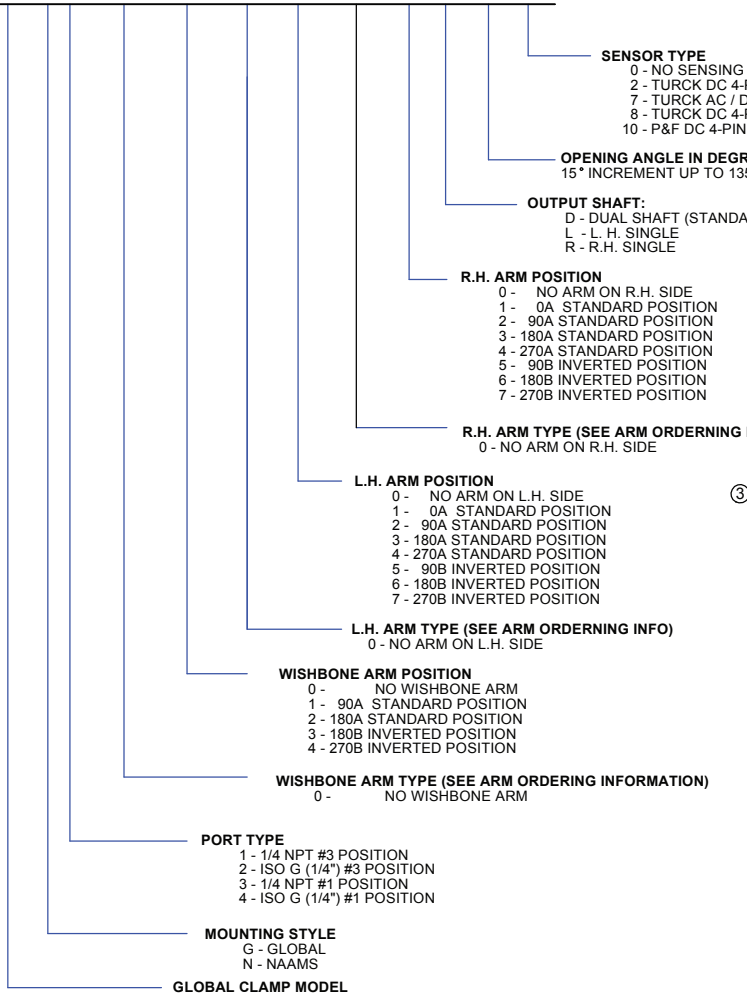 SENSOR TYPE
0 - NO SENSING
2 - TURCK DC
7 - TURCK AC /
8 - TURCK DC
10 - P&F DC 4-PIN
OPENING ANGLE IN
15° INCREMENT UP TO
OUTPUT SHAFT:
D - DUAL SHAFT
L - L. H. SINGLE
R - R.H. SINGLE
R.H. ARM POSITION
0 - NO ARM ON R.H. SIDE
1 - 0A STANDARD POSITION
2 - 90A STANDARD POSITION
3 - 180A STANDARD POSITION
4 - 270A STANDARD POSITION
5 - 90B INVERTED POSITION
6 - 180B INVERTED POSITION
7 - 270B INVERTED POSITION
R.H. ARM TYPE (SEE ARM ORDERNING
0 - NO ARM ON R.H. SIDE
L.H. ARM POSITION
0 - NO ARM ON L.H. SIDE
1 - 0A STANDARD POSITION
2 - 90A STANDARD POSITION
3 - 180A STANDARD POSITION
4 - 270A STANDARD POSITION
5 - 90B INVERTED POSITION
6 - 180B INVERTED POSITION
7 - 270B INVERTED POSITION
③
L.H. ARM TYPE (SEE ARM ORDERNING INFO)
0 - NO ARM ON L.H. SIDE
WISHBONE ARM POSITION
0 - NO WISHBONE ARM
1 - 90A STANDARD POSITION
2 - 180A STANDARD POSITION
3 - 180B INVERTED POSITION
4 - 270B INVERTED POSITION
WISHBONE ARM TYPE (SEE ARM ORDERING INFORMATION)
0 - NO WISHBONE ARM
PORT TYPE
1 - 1/4 NPT #3 POSITION
2 - ISO G (1/4") #3 POSITION
3 - 1/4 NPT #1 POSITION
4 - ISO G (1/4") #1 POSITION
MOUNTING STYLE
G - GLOBAL
N - NAAMS
GLOBAL CLAMP MODEL